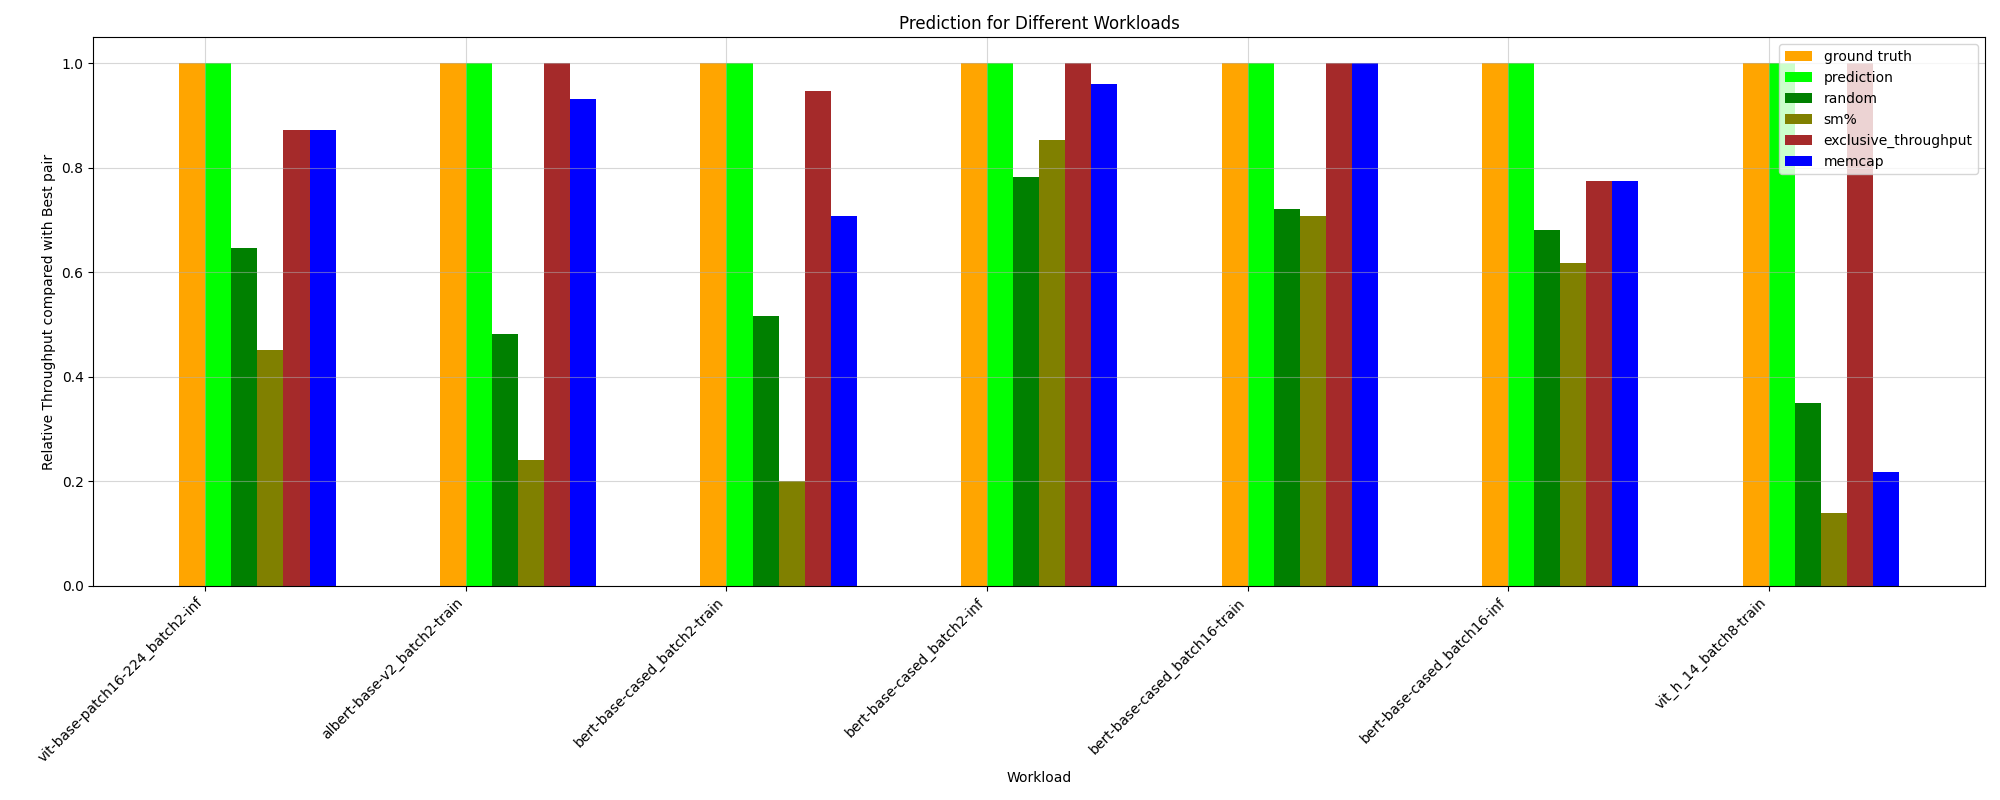 Prediction for Different Workloads
Relative Throughput compared with Best pair
1.0
0.8
0.6
0.4
0.2
0.0
ground truth
prediction
random
sm%
exclusive_throughput
memcap
vit-base-patch16-224_batch2-inf
albert-base-v2_batch2-train
bert-base-cased_batch2-train
bert-base-cased_batch2-inf
bert-base-cased_batch16-train
bert-base-cased_batch16-inf
vit_h_14_batch8-train
Workload